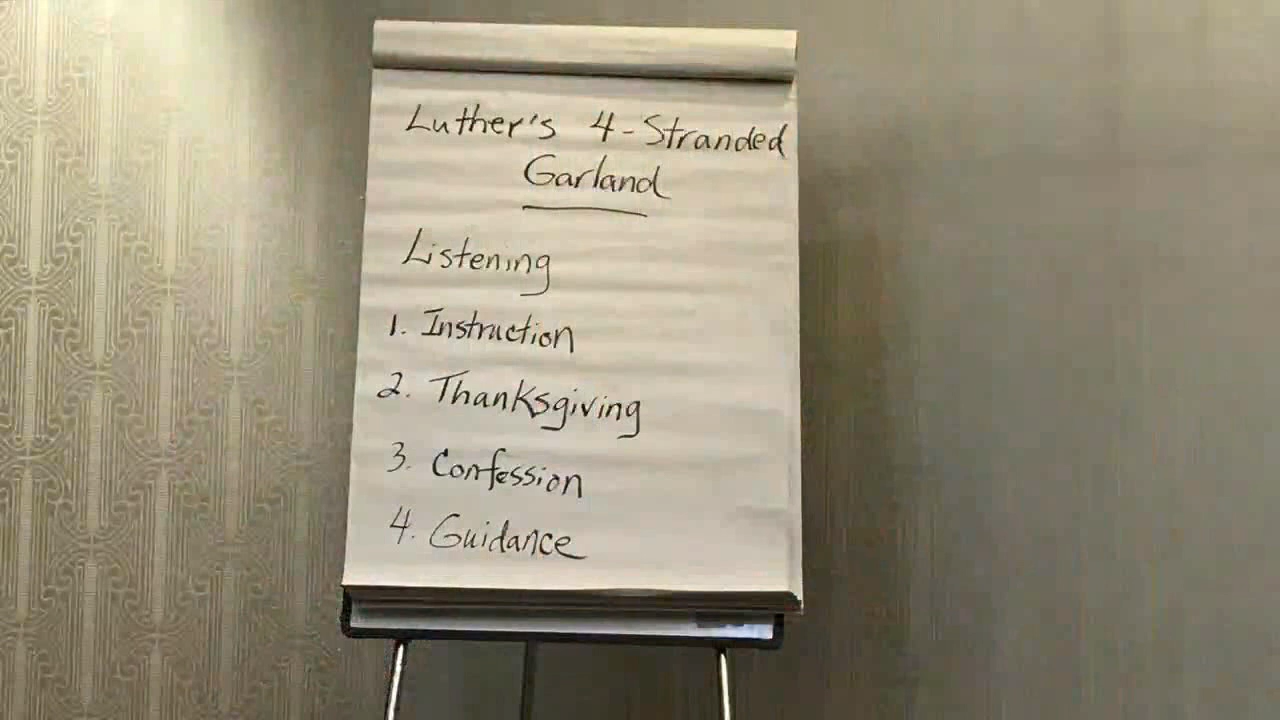 Luther's 4-Stranded
Garland
Listening
1. Instruction
2. Thanksgiving
3. Confession
4. Guidance